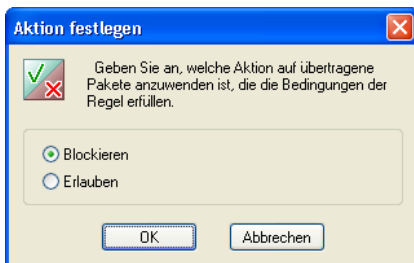 Aktion festlegen
Geben Sie an, welche Aktion auf übertragene
Pakete anzuwenden ist, die die Bedingungen der
Regel erfüllen.
Blockieren
Erlauben
OK
Abbrechen